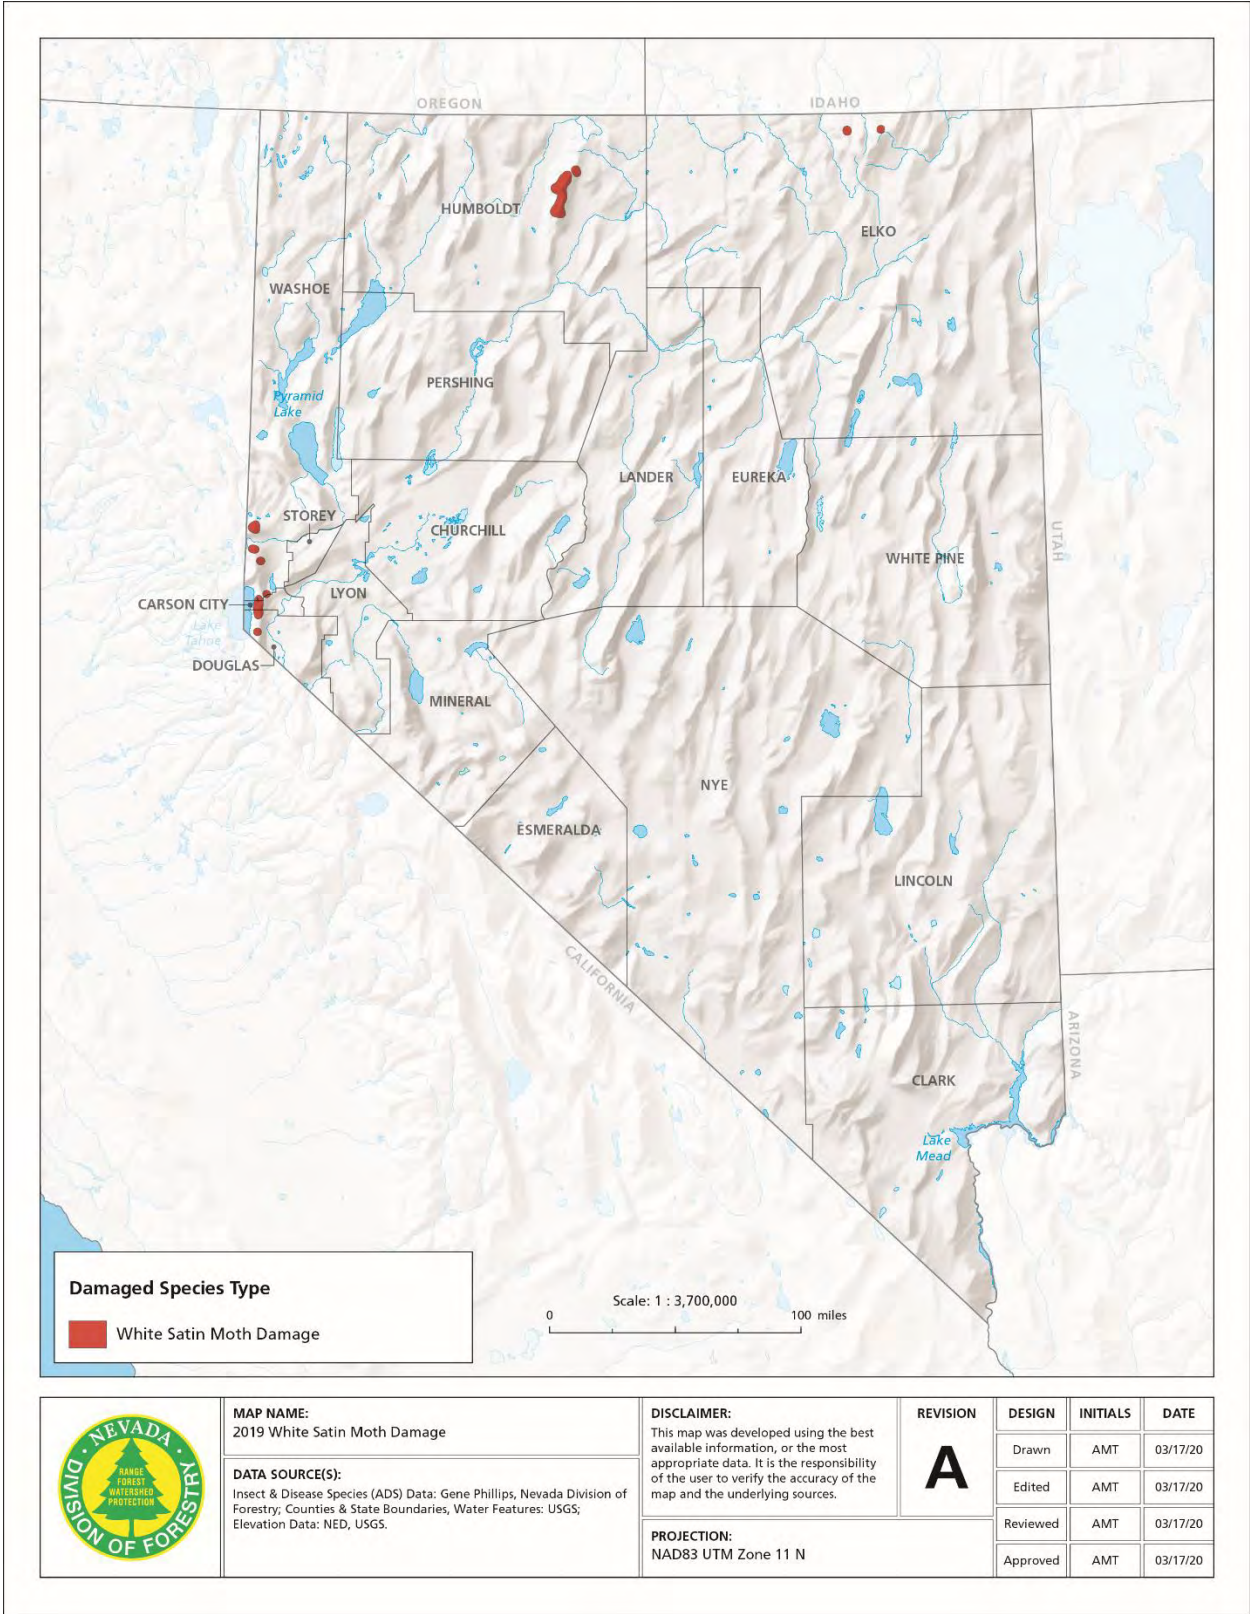 OREGON
IDAHO
HUMBOLDT
ELKO
WASHOE
PERSHING
Pyramid
Lake
LANDER
EUREKA
STOREY
CHURCHILL
UTAH
WHITE PINE
LYON
CARSON CITY
Lake
Tahoe
DOUGLAS
MINERAL
NYE
ESMERALDA
LINCOLN
CALIFORNIA
ARIZONA
CLARK
Lake
Mead
Damaged Species Type
White Satin Moth Damage
Scale: 1 : 3,700,000
0 100 miles
NEVADA
DIVISION OF FORESTRY
RANGE
FOREST
WATERSHED
PROTECTION
MAP NAME:
2019 White Satin Moth Damage
DATA SOURCE(S):
Insect & Disease Species (ADS) Data: Gene Phillips, Nevada Division of
Forestry; Counties & State Boundaries, Water Features: USGS;
Elevation Data: NED, USGS.
DISCLAIMER:
This map was developed using the best
available information, or the most
appropriate data. It is the responsibility
of the user to verify the accuracy of the
map and the underlying sources.
PROJECTION:
NAD83 UTM Zone 11 N
REVISION
A
DESIGN INITIALS DATE
Drawn AMT 03/17/20
Edited AMT 03/17/20
Reviewed AMT 03/17/20
Approved AMT 03/17/20